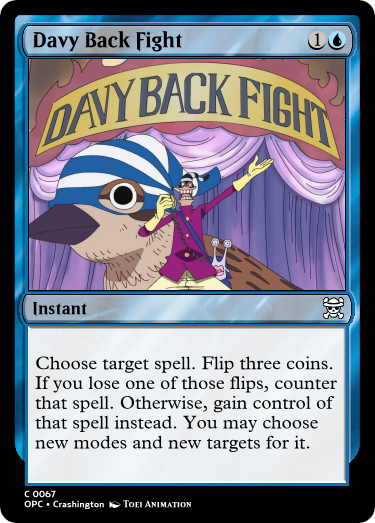 Davy Back Fight 1
DAVY BACK FIGHT
Instant
Choose target spell. Flip three coins.
If you lose one of those flips, counter
that spell. Otherwise, gain control of
that spell instead. You may choose
new modes and new targets for it.
C 0067
OPC • Crashington TOEI ANIMATION